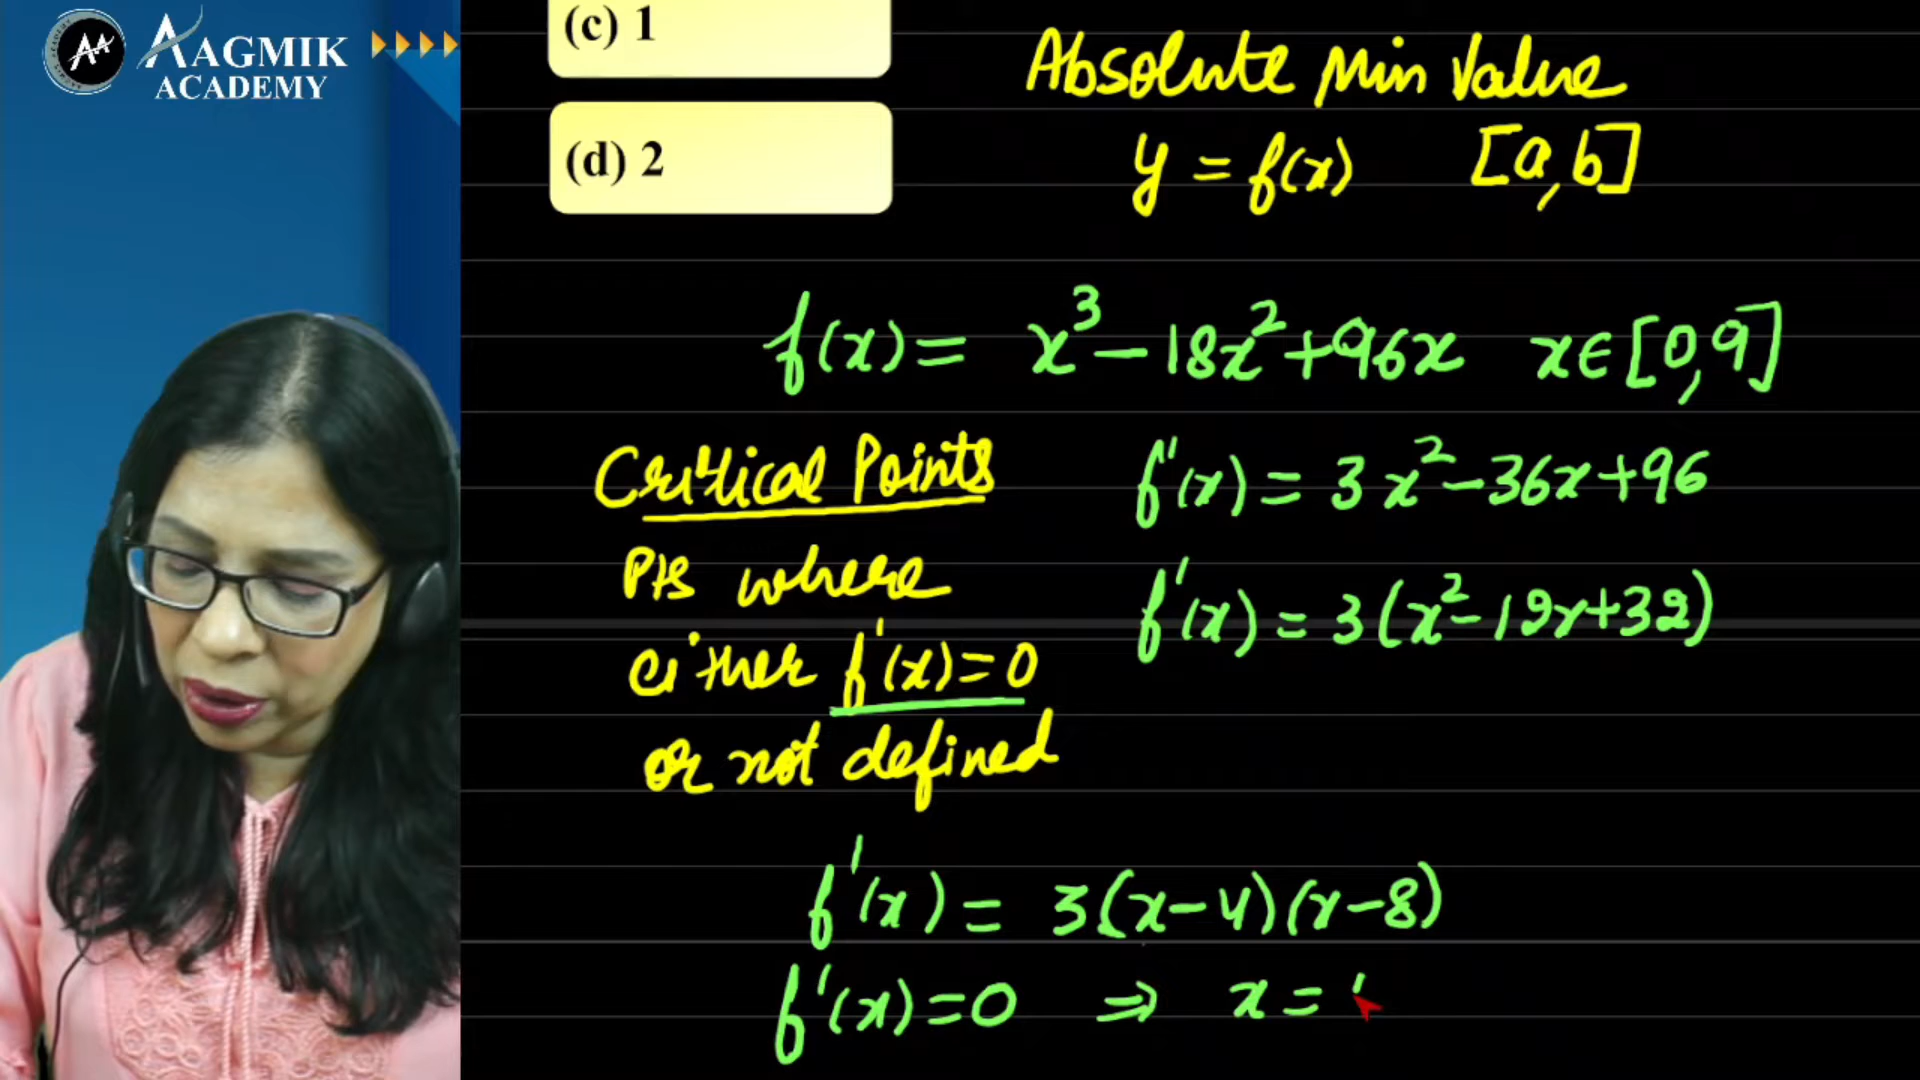 AAGMIK
ACADEMY
(c) 1
(d) 2
Absolute Min Value
y = f(x) [a,b]
f(x) = x³ - 18x² + 96x x ∈ [0,9]
Critical Points
f'(x) = 3x² - 36x + 96
Pts where
f'(x) = 3(x² - 12x + 32)
either f'(x) = 0
or not defined
f'(x) = 3(x-4)(x-8)
f'(x) = 0 ⇒ x =